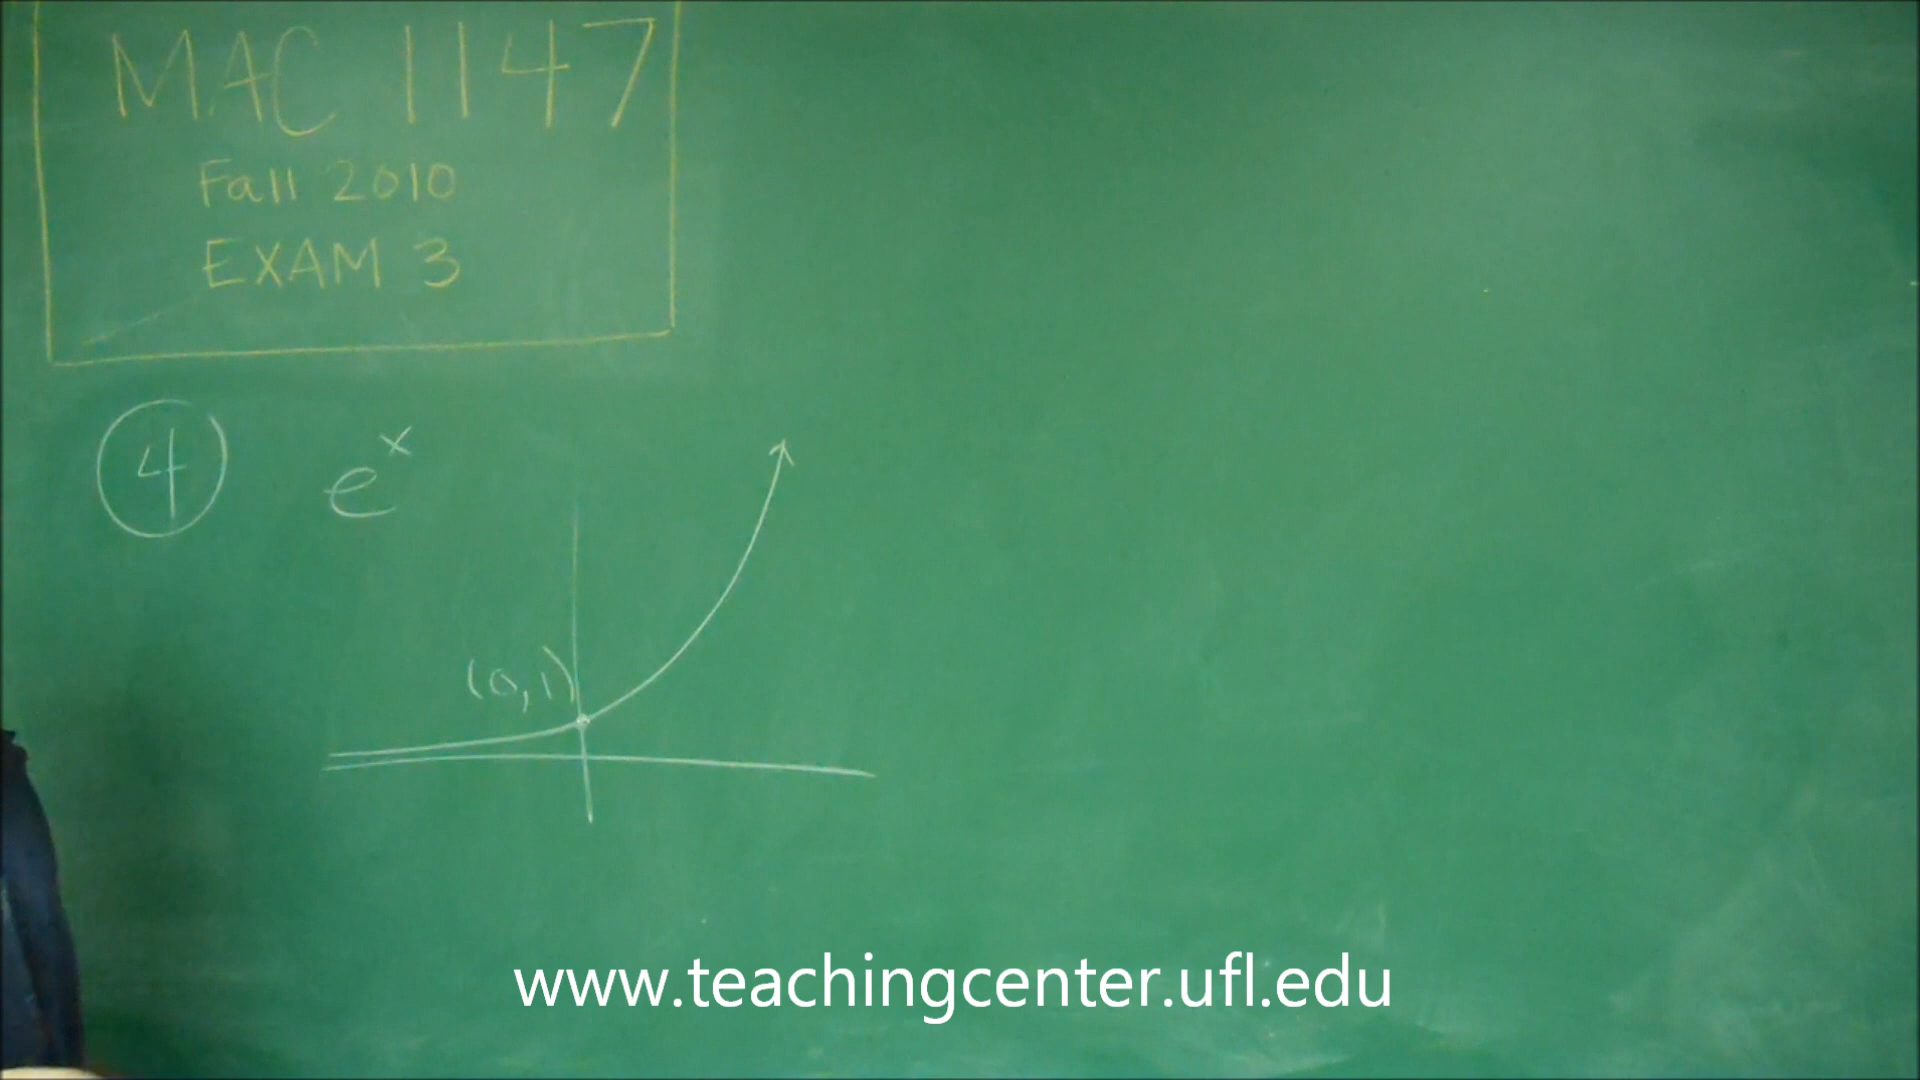 MAC 1147
Fall 2010
EXAM 3
4 e^x
(0,1)
www.teachingcenter.ufl.edu